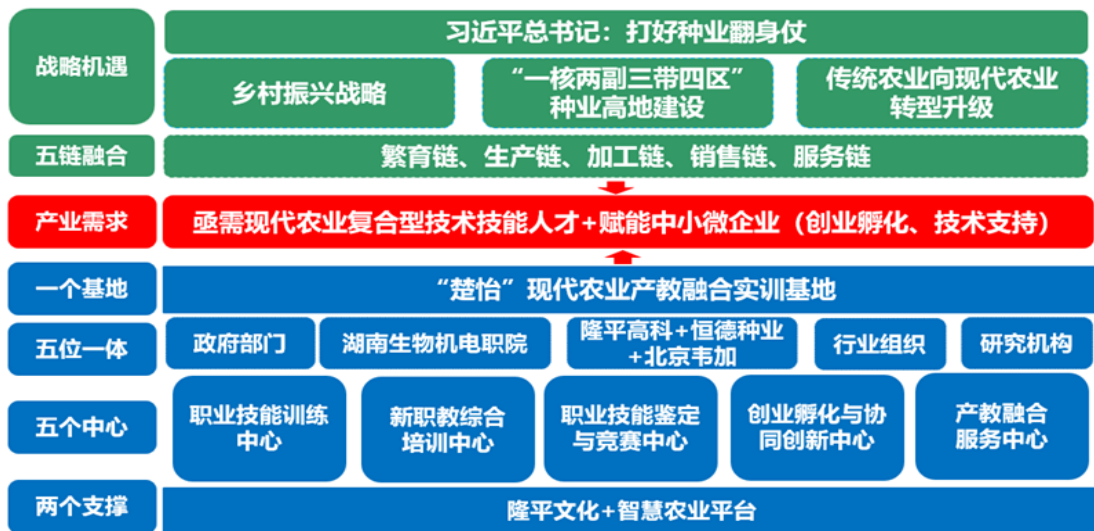 战略机遇
习近平总书记：打好种业翻身仗
乡村振兴战略
“一核两副三带四区”
种业高地建设
传统农业向现代农业
转型升级
五链融合
繁育链、生产链、加工链、销售链、服务链
产业需求
亟需现代农业复合型技术技能人才+赋能中小微企业（创业孵化、技术支持）
一个基地
“楚怡”现代农业产教融合实训基地
五位一体
政府部门
湖南生物机电职院
隆平高科+恒德种业
+北京韦加
行业组织
研究机构
五个中心
职业技能训练
中心
新职教综合
培训中心
职业技能鉴定
与竞赛中心
创业孵化与协
同创新中心
产教融合
服务中心
两个支撑
隆平文化+智慧农业平台